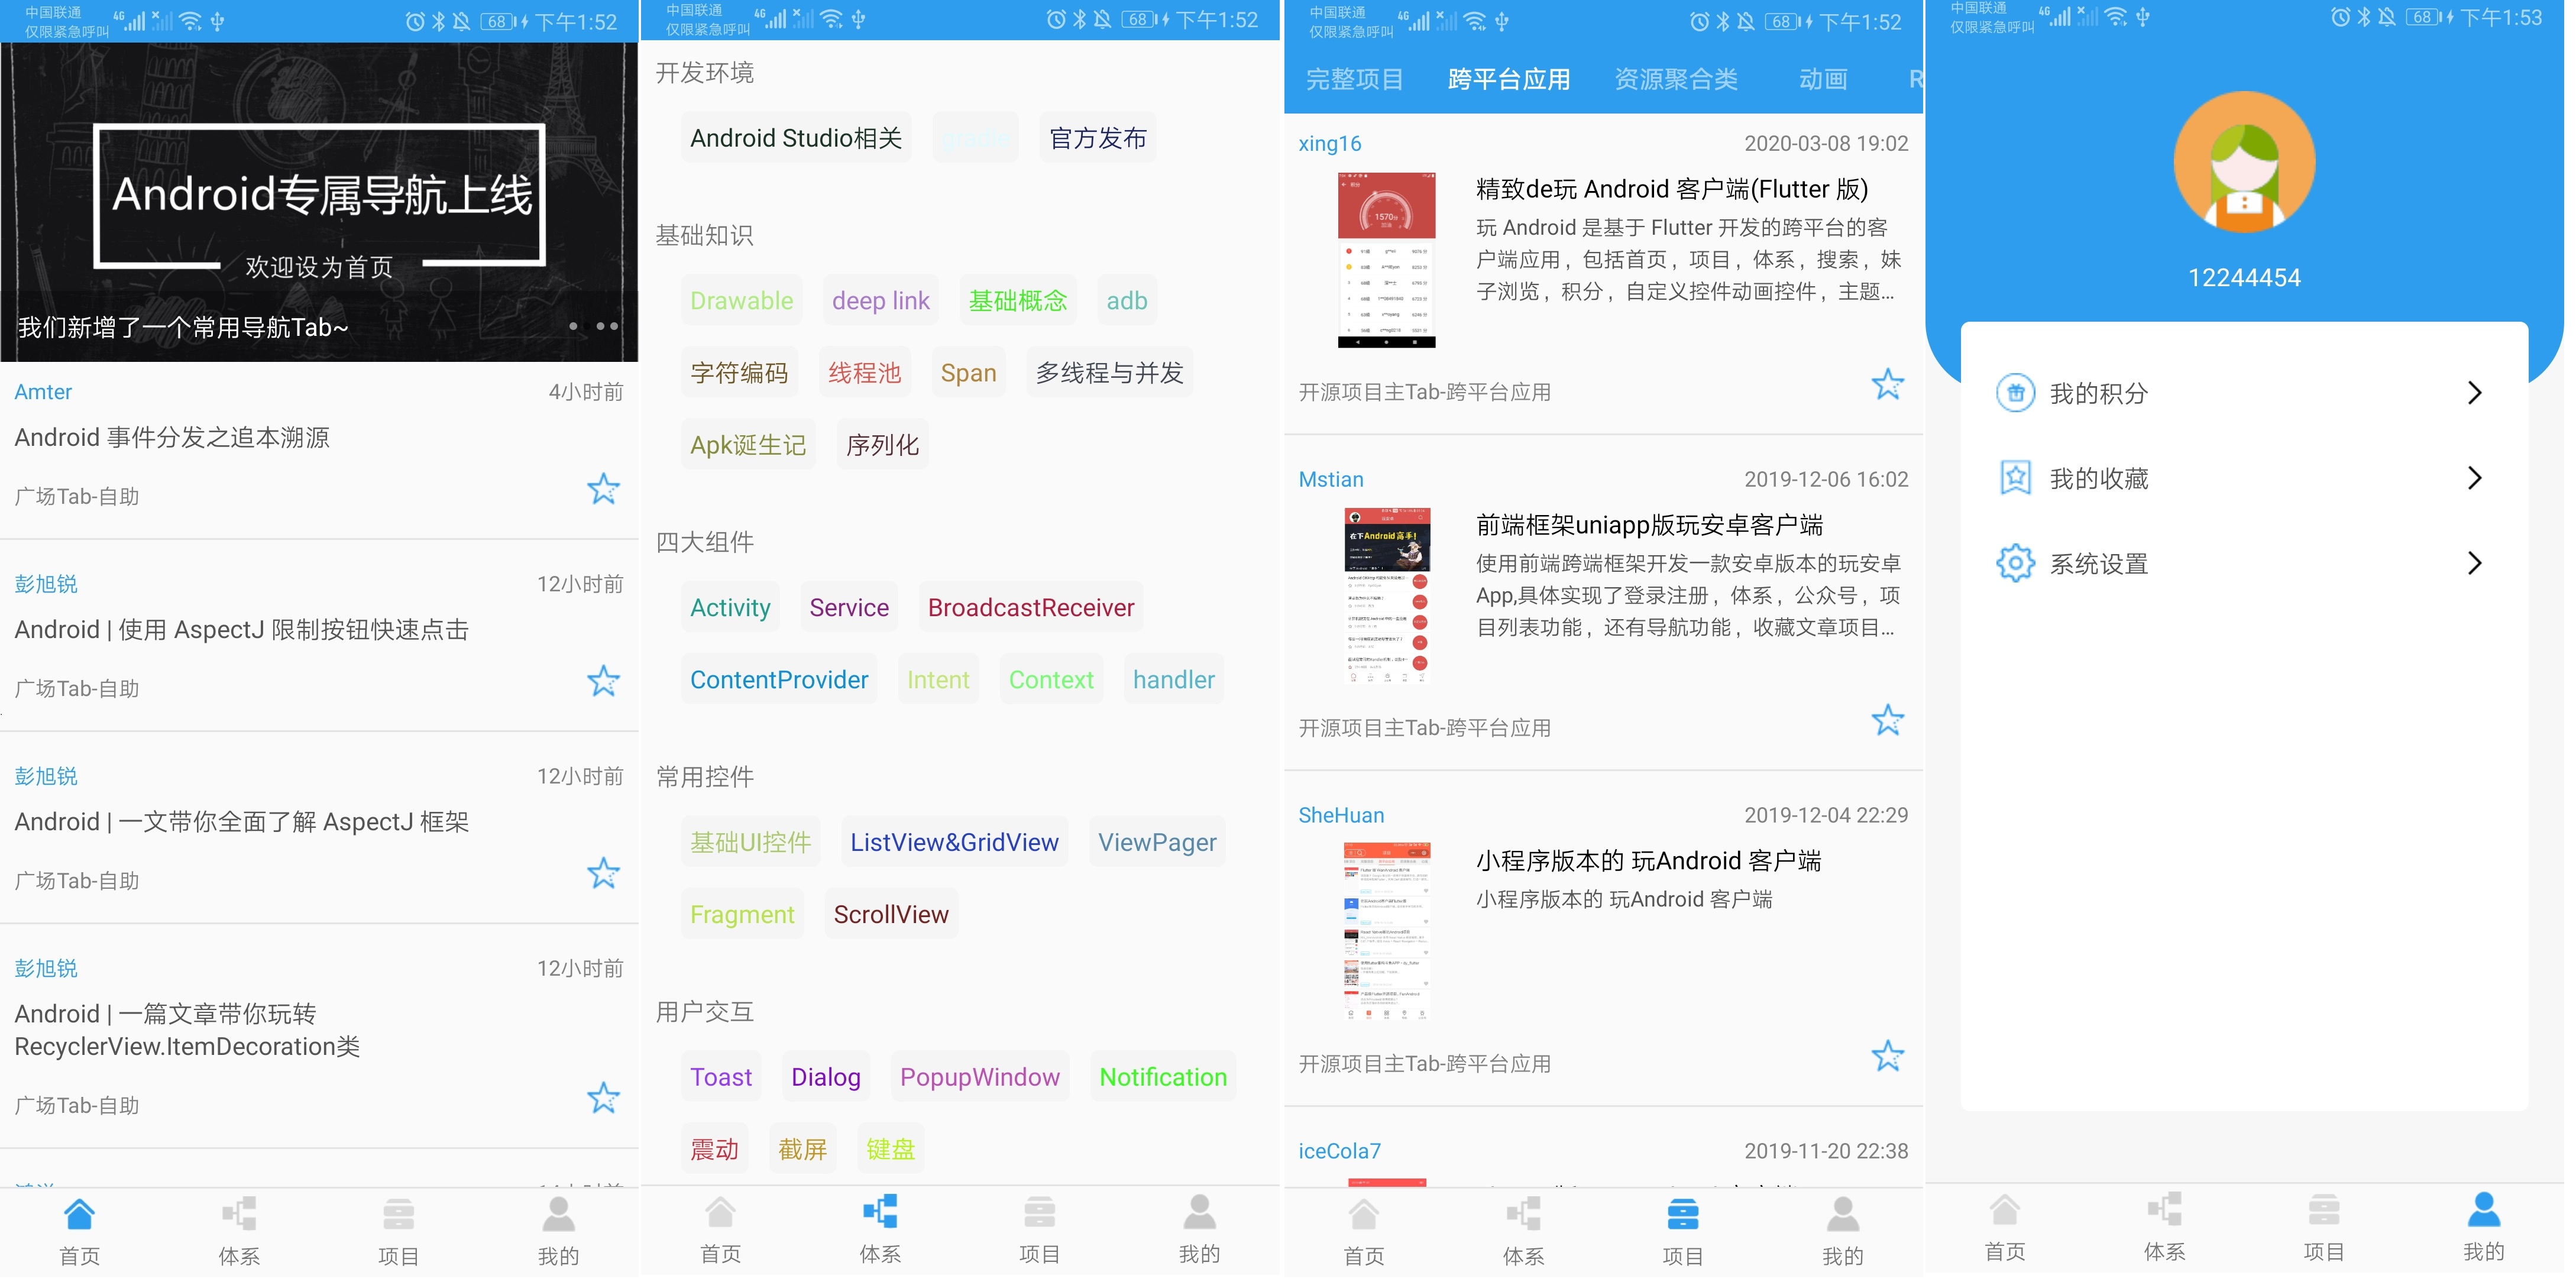 中国联通
仅限紧急呼叫
4G
68
下午1:52
Android专属导航上线
欢迎设为首页
我们新增了一个常用导航Tab~
Amter
4小时前
Android 事件分发之追本溯源
广场Tab-自助
彭旭锐
12小时前
Android | 使用 AspectJ 限制按钮快速点击
广场Tab-自助
彭旭锐
12小时前
Android | 一文带你全面了解 AspectJ 框架
广场Tab-自助
彭旭锐
12小时前
Android | 一篇文章带你玩转
RecyclerView.ItemDecoration类
广场Tab-自助
首页
体系
项目
我的
中国联通
仅限紧急呼叫
4G
68
下午1:52
开发环境
Android Studio相关
gradle
官方发布
基础知识
Drawable
deep link
基础概念
adb
字符编码
线程池
Span
多线程与并发
Apk诞生记
序列化
四大组件
Activity
Service
BroadcastReceiver
ContentProvider
Intent
Context
handler
常用控件
基础UI控件
ListView&GridView
ViewPager
Fragment
ScrollView
用户交互
Toast
Dialog
PopupWindow
Notification
震动
截屏
键盘
首页
体系
项目
我的
中国联通
仅限紧急呼叫
4G
68
下午1:52
完整项目
跨平台应用
资源聚合类
动画
R
xing16
2020-03-08 19:02
精致de玩 Android 客户端(Flutter 版)
玩 Android 是基于 Flutter 开发的跨平台的客
户端应用，包括首页，项目，体系，搜索，妹
子浏览，积分，自定义控件动画控件，主题...
开源项目主Tab-跨平台应用
Mstian
2019-12-06 16:02
在下Android高手!
前端框架uniapp版玩安卓客户端
使用前端跨端框架开发一款安卓版本的玩安卓
App,具体实现了登录注册，体系，公众号，项
目列表功能，还有导航功能，收藏文章项目...
开源项目主Tab-跨平台应用
SheHuan
2019-12-04 22:29
小程序版本的 玩Android 客户端
小程序版本的 玩Android 客户端
开源项目主Tab-跨平台应用
iceCola7
2019-11-20 22:38
首页
体系
项目
我的
中国联通
仅限紧急呼叫
4G
68
下午1:53
12244454
我的积分
我的收藏
系统设置
首页
体系
项目
我的